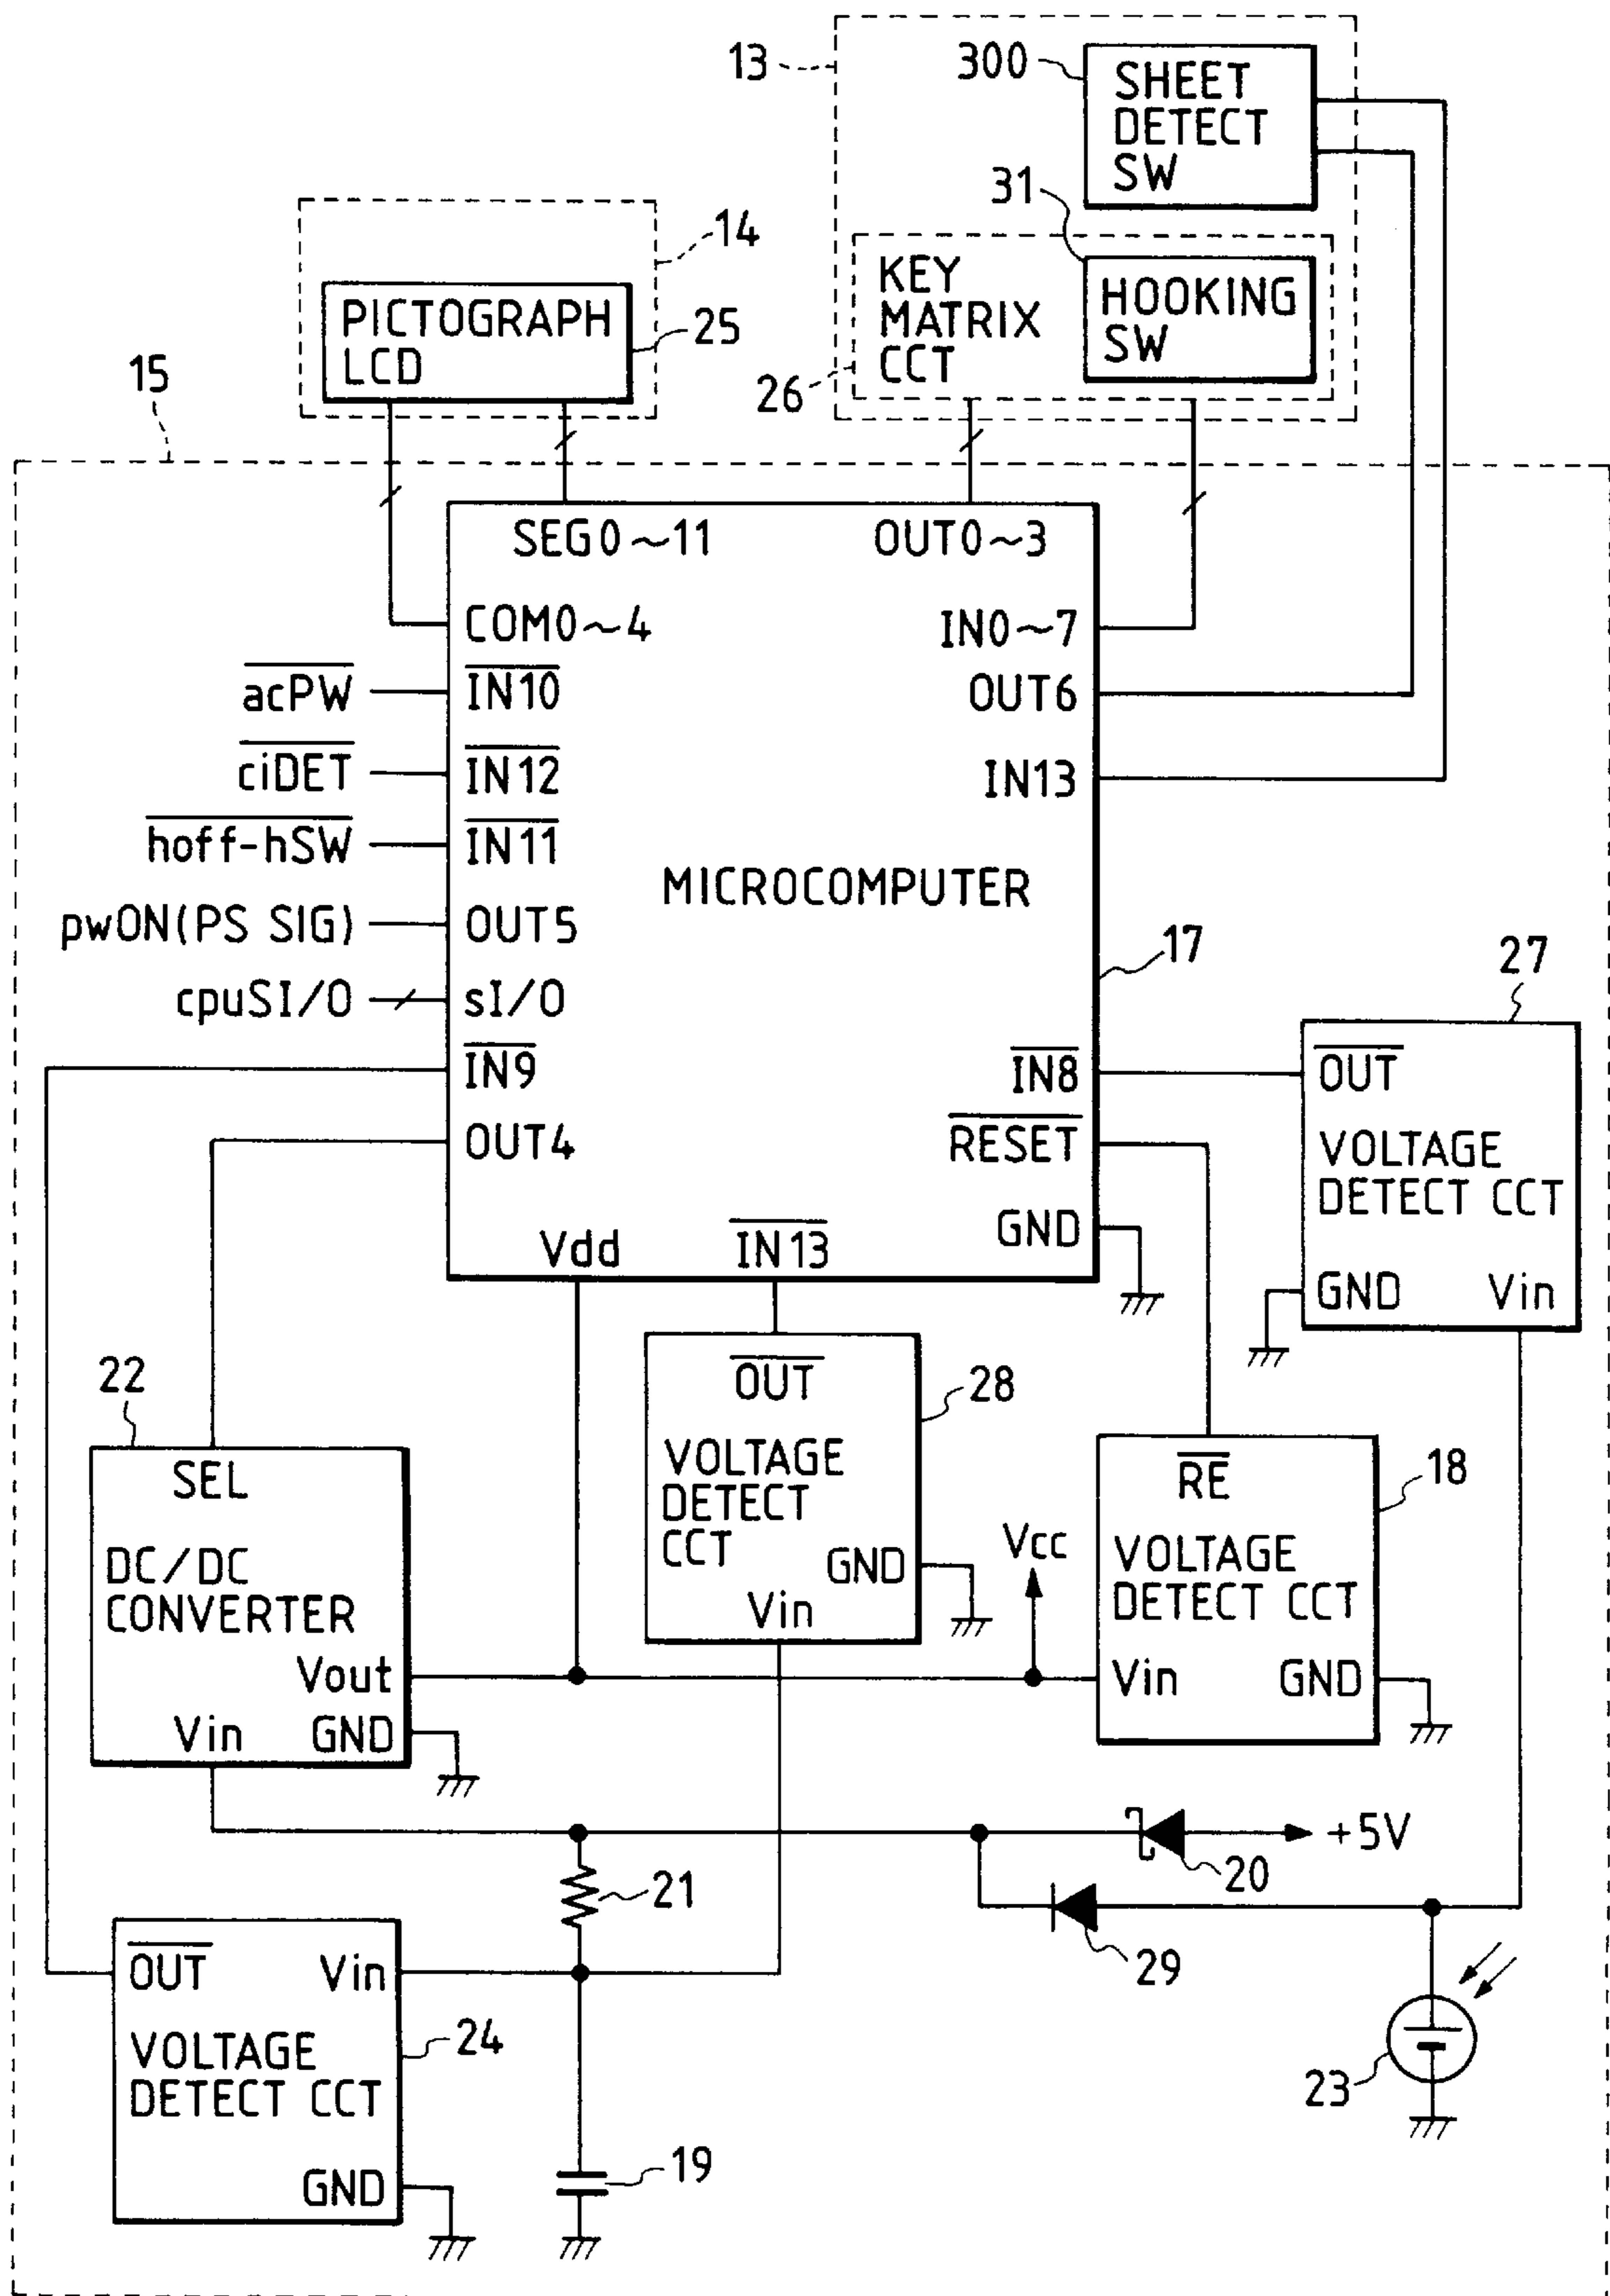 13
300
SHEET
DETECT
SW
31
14
KEY
MATRIX
CCT
HOOKING
SW
26
PICTOGRAPH
LCD
25
15
SEG0~11
OUT0~3
COM0~4
IN0~7
acPW
IN10
OUT6
ciDET
IN12
IN13
hoff-hSW
IN11
MICROCOMPUTER
pwON(PS SIG)
OUT5
17
cpuSI/O
sI/O
27
IN9
IN8
OUT
OUT4
RESET
VOLTAGE
DETECT CCT
Vdd
IN13
GND
GND
Vin
22
OUT
28
SEL
VOLTAGE
DETECT
CCT
RE
18
DC/DC
CONVERTER
GND
Vcc
VOLTAGE
DETECT CCT
Vin
Vout
Vin
GND
Vin
GND
+5V
20
21
29
OUT
Vin
24
VOLTAGE
DETECT CCT
23
19
GND